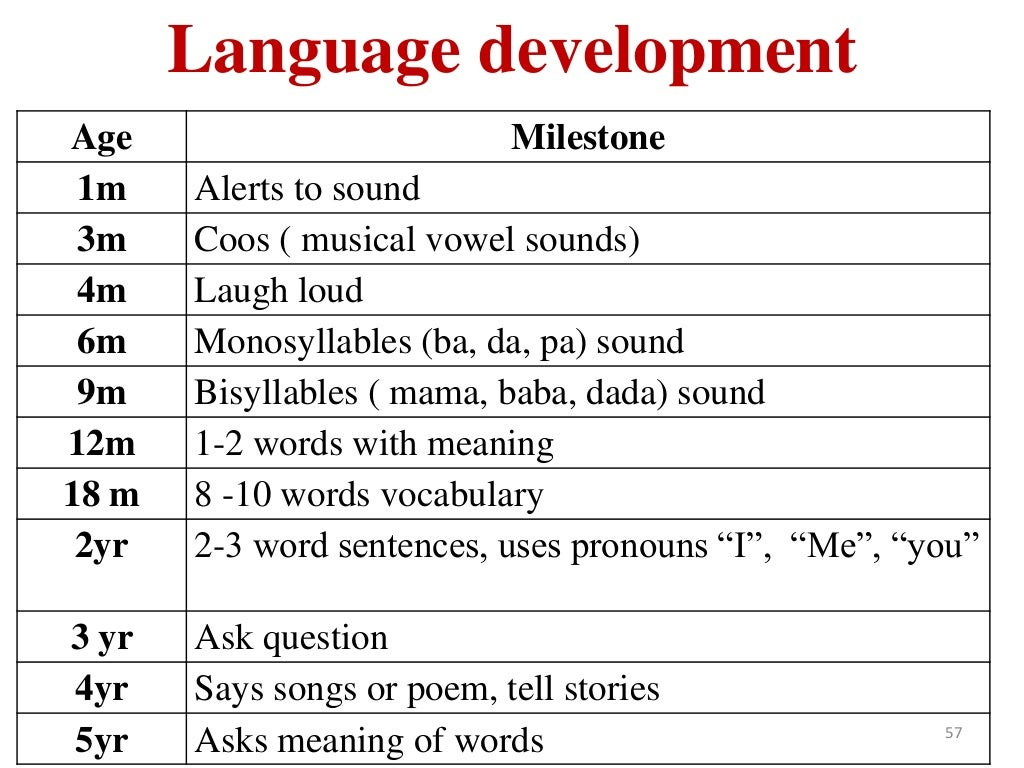 Language development
Age Milestone
1m Alerts to sound
3m Coos ( musical vowel sounds)
4m Laugh loud
6m Monosyllables (ba, da, pa) sound
9m Bisyllables ( mama, baba, dada) sound
12m 1-2 words with meaning
18 m 8 -10 words vocabulary
2yr 2-3 word sentences, uses pronouns “I”, “Me”, “you”
3 yr Ask question
4yr Says songs or poem, tell stories
5yr Asks meaning of words
57